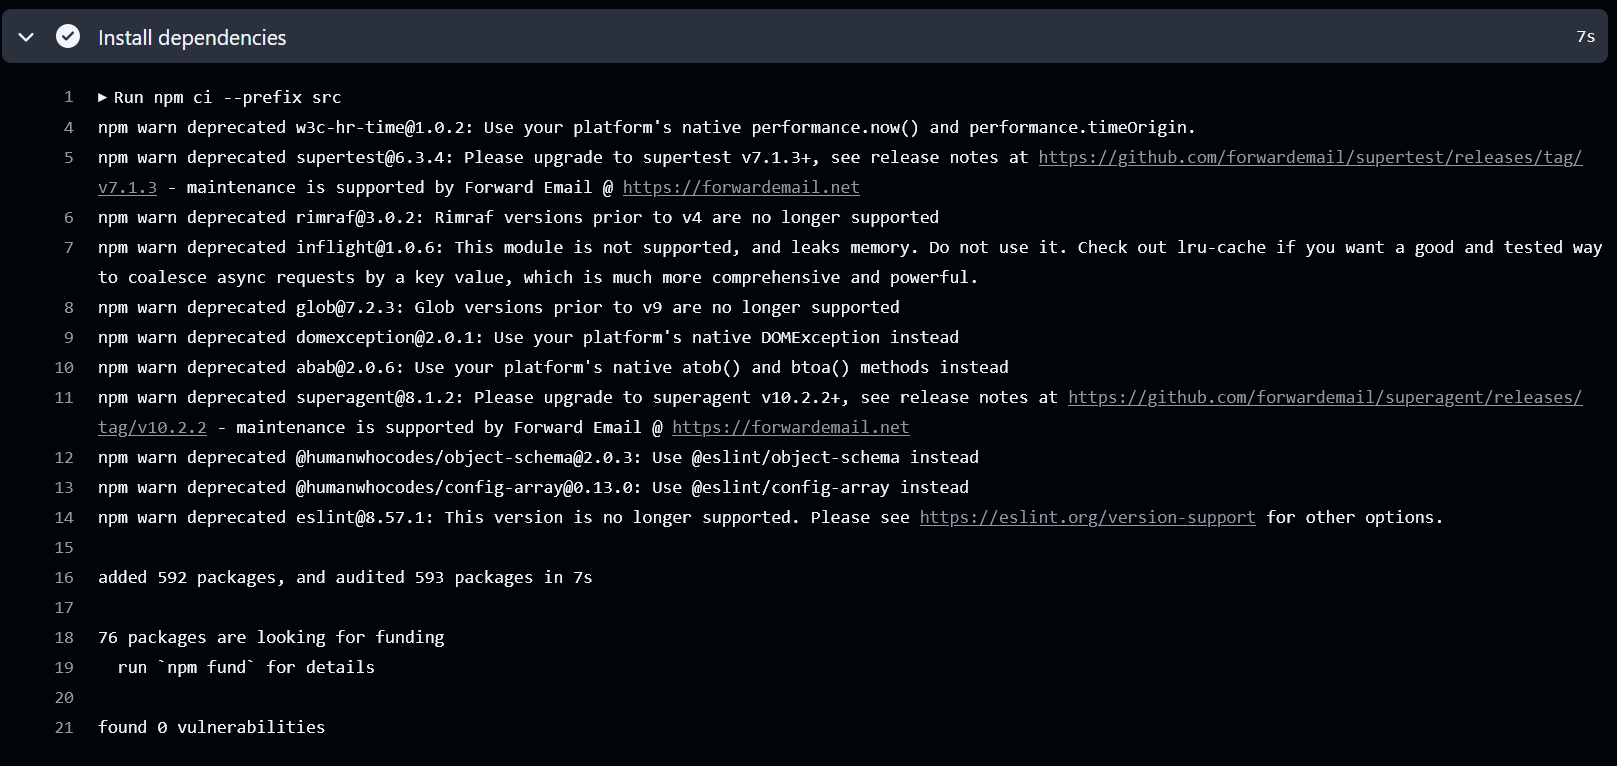 Install dependencies 7s
1 Run npm ci --prefix src
4 npm warn deprecated w3c-hr-time@1.0.2: Use your platform's native performance.now() and performance.timeOrigin.
5 npm warn deprecated supertest@6.3.4: Please upgrade to supertest v7.1.3+, see release notes at https://github.com/forwardemail/supertest/releases/tag/
v7.1.3 - maintenance is supported by Forward Email @ https://forwardemail.net
6 npm warn deprecated rimraf@3.0.2: Rimraf versions prior to v4 are no longer supported
7 npm warn deprecated inflight@1.0.6: This module is not supported, and leaks memory. Do not use it. Check out lru-cache if you want a good and tested way
to coalesce async requests by a key value, which is much more comprehensive and powerful.
8 npm warn deprecated glob@7.2.3: Glob versions prior to v9 are no longer supported
9 npm warn deprecated domexception@2.0.1: Use your platform's native DOMException instead
10 npm warn deprecated abab@2.0.6: Use your platform's native atob() and btoa() methods instead
11 npm warn deprecated superagent@8.1.2: Please upgrade to superagent v10.2.2+, see release notes at https://github.com/forwardemail/superagent/releases/
tag/v10.2.2 - maintenance is supported by Forward Email @ https://forwardemail.net
12 npm warn deprecated @humanwhocodes/object-schema@2.0.3: Use @eslint/object-schema instead
13 npm warn deprecated @humanwhocodes/config-array@0.13.0: Use @eslint/config-array instead
14 npm warn deprecated eslint@8.57.1: This version is no longer supported. Please see https://eslint.org/version-support for other options.
15
16 added 592 packages, and audited 593 packages in 7s
17
18 76 packages are looking for funding
19 run `npm fund` for details
20
21 found 0 vulnerabilities